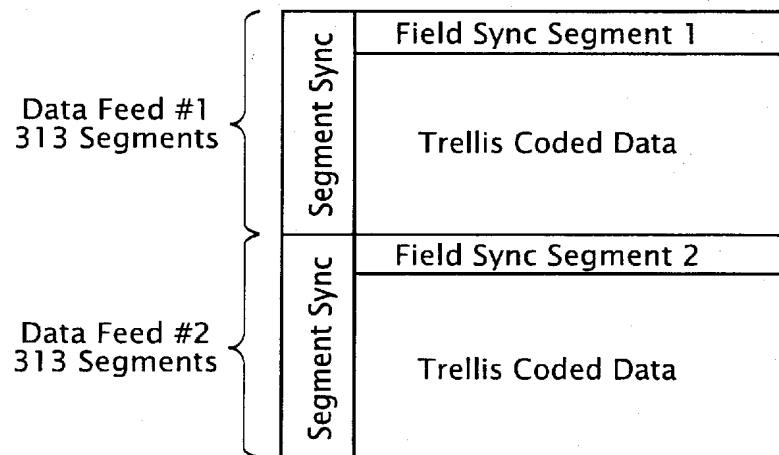 Data Feed #1
313 Segments
Segment Sync
Field Sync Segment 1
Trellis Coded Data
Data Feed #2
313 Segments
Segment Sync
Field Sync Segment 2
Trellis Coded Data